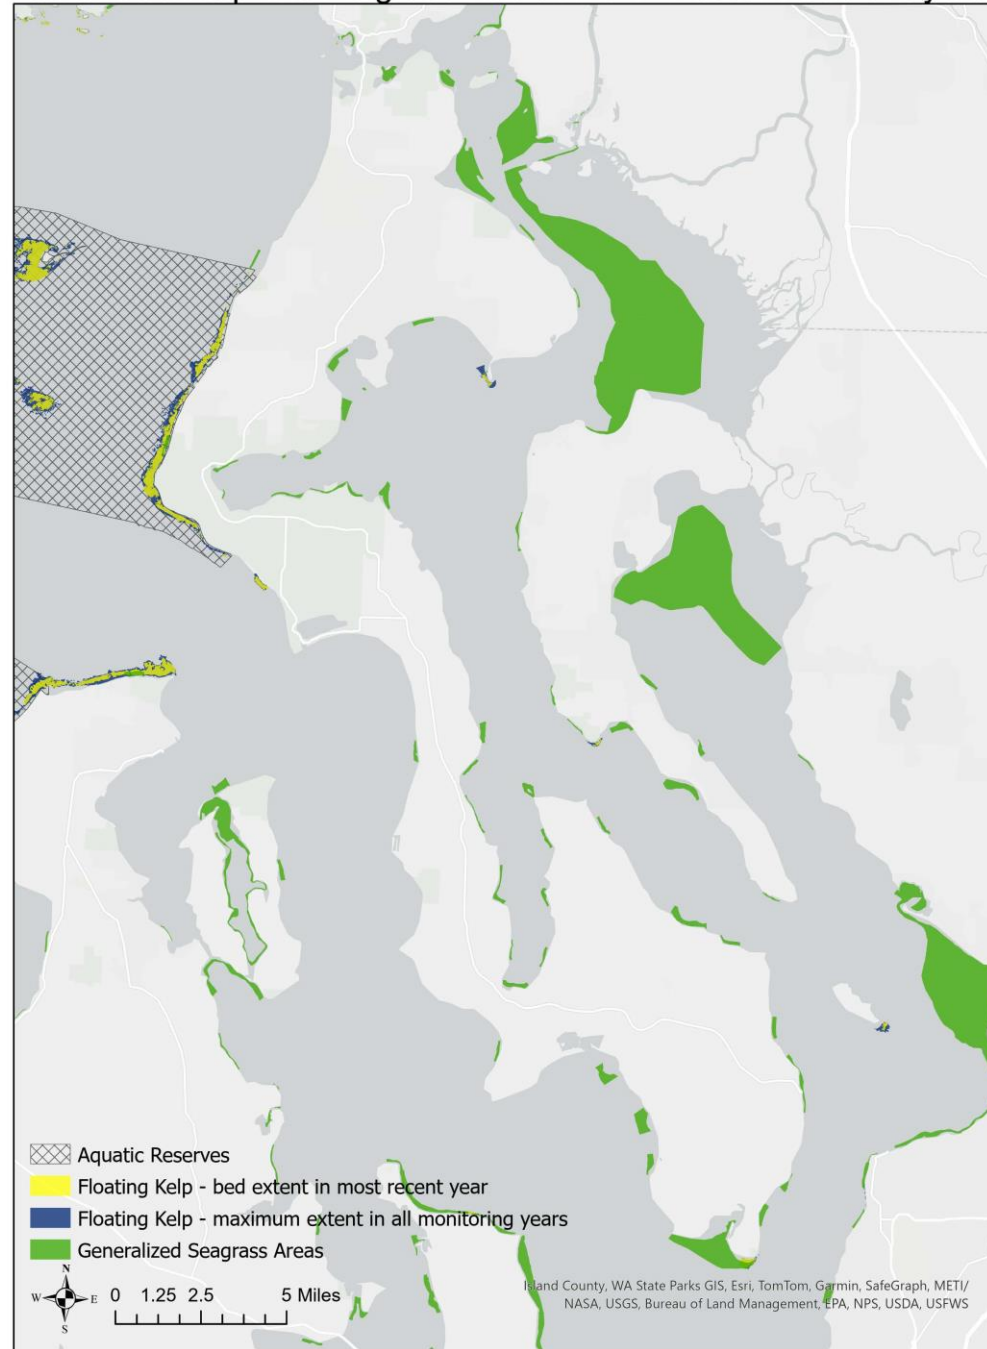 Aquatic Reserves
Floating Kelp - bed extent in most recent year
Floating Kelp - maximum extent in all monitoring years
Generalized Seagrass Areas
N
W E
S
0 1.25 2.5 5 Miles
Island County, WA State Parks GIS, Esri, TomTom, Garmin, SafeGraph, METI/
NASA, USGS, Bureau of Land Management, EPA, NPS, USDA, USFWS